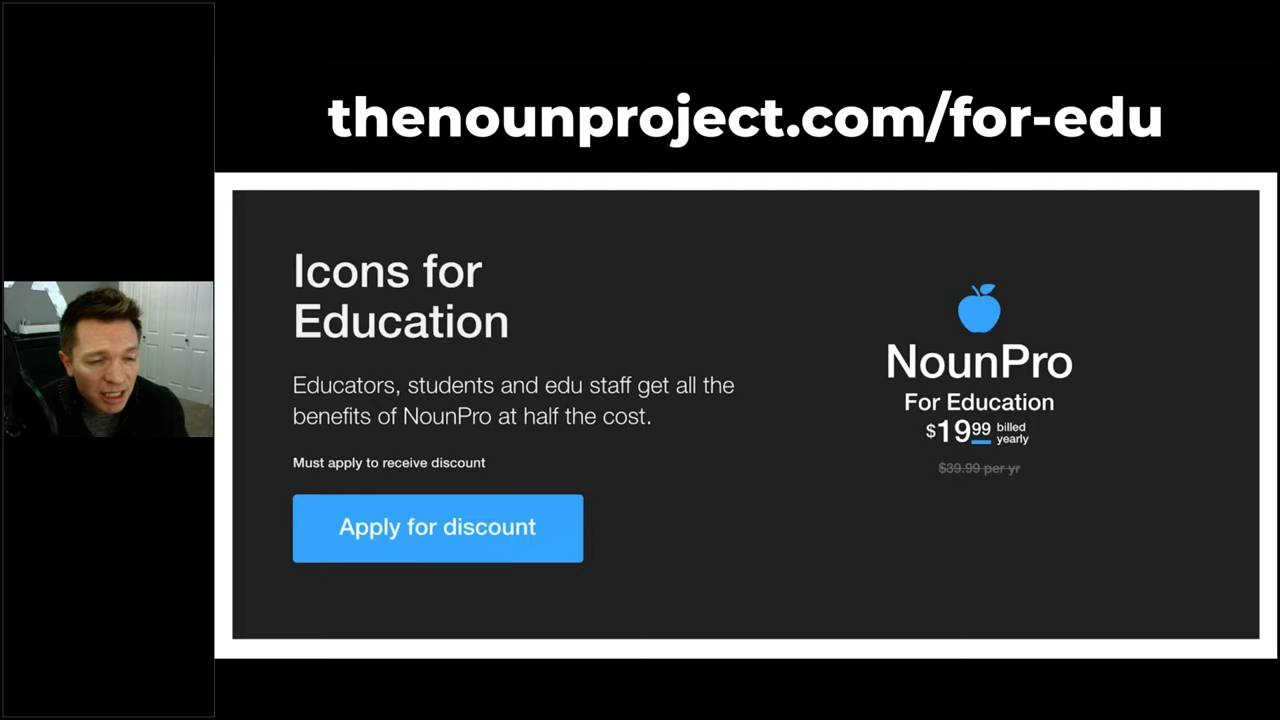 thenounproject.com/for-edu
Icons for
Education
Educators, students and edu staff get all the
benefits of NounPro at half the cost.
Must apply to receive discount
Apply for discount
NounPro
For Education
$19.99 billed
yearly
$39.99 per yr